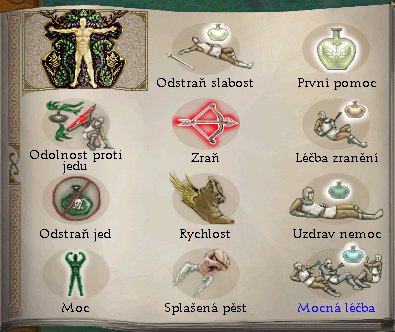 Odstraň slabost
První pomoc
Odolnost proti
jedu
Zraň
Léčba zranění
Odstraň jed
Rychlost
Uzdrav nemoc
Moc
Splašená pěst
Mocná léčba